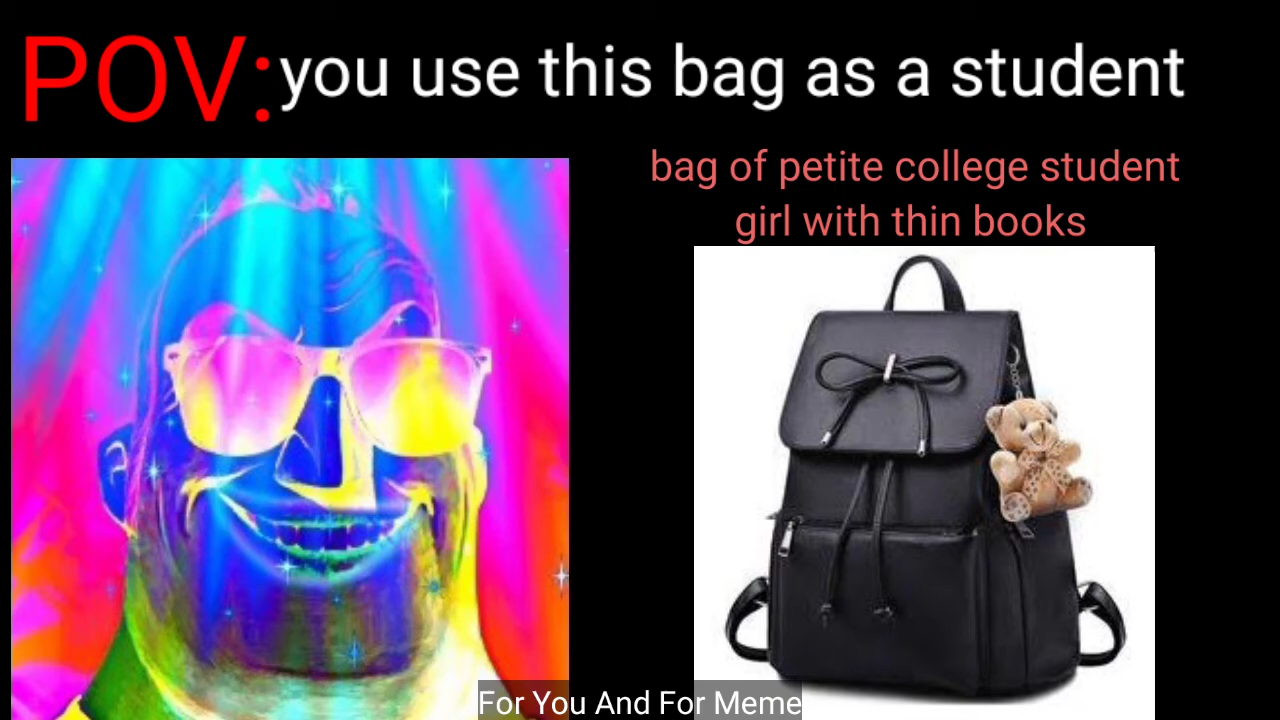 POV:you use this bag as a student
bag of petite college student
girl with thin books
For You And For Meme